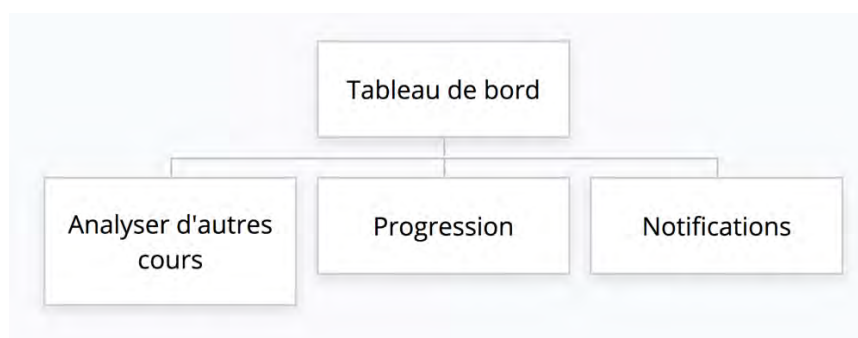 Tableau de bord
Analyser d'autres
cours
Progression
Notifications